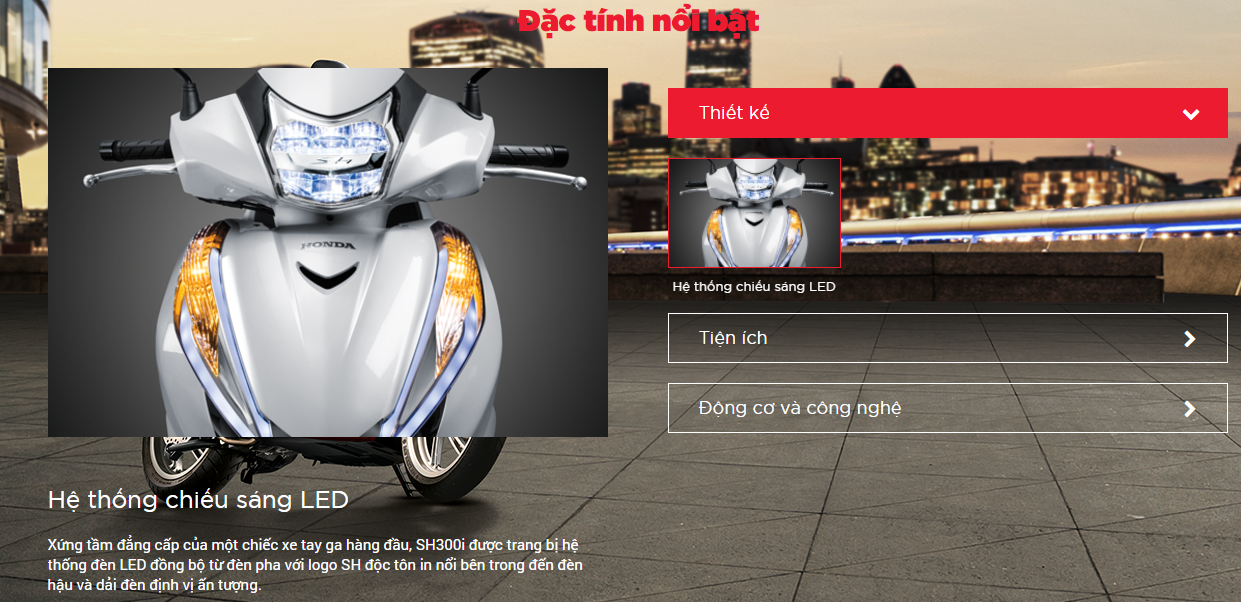 Đặc tính nổi bật
SH
HONDA
Hệ thống chiếu sáng LED
Xứng tầm đẳng cấp của một chiếc xe tay ga hàng đầu, SH300i được trang bị hệ
thống đèn LED đồng bộ từ đèn pha với logo SH độc tôn in nổi bên trong đến đèn
hậu và dải đèn định vị ấn tượng.
Thiết kế
Hệ thống chiếu sáng LED
Tiện ích
Động cơ và công nghệ